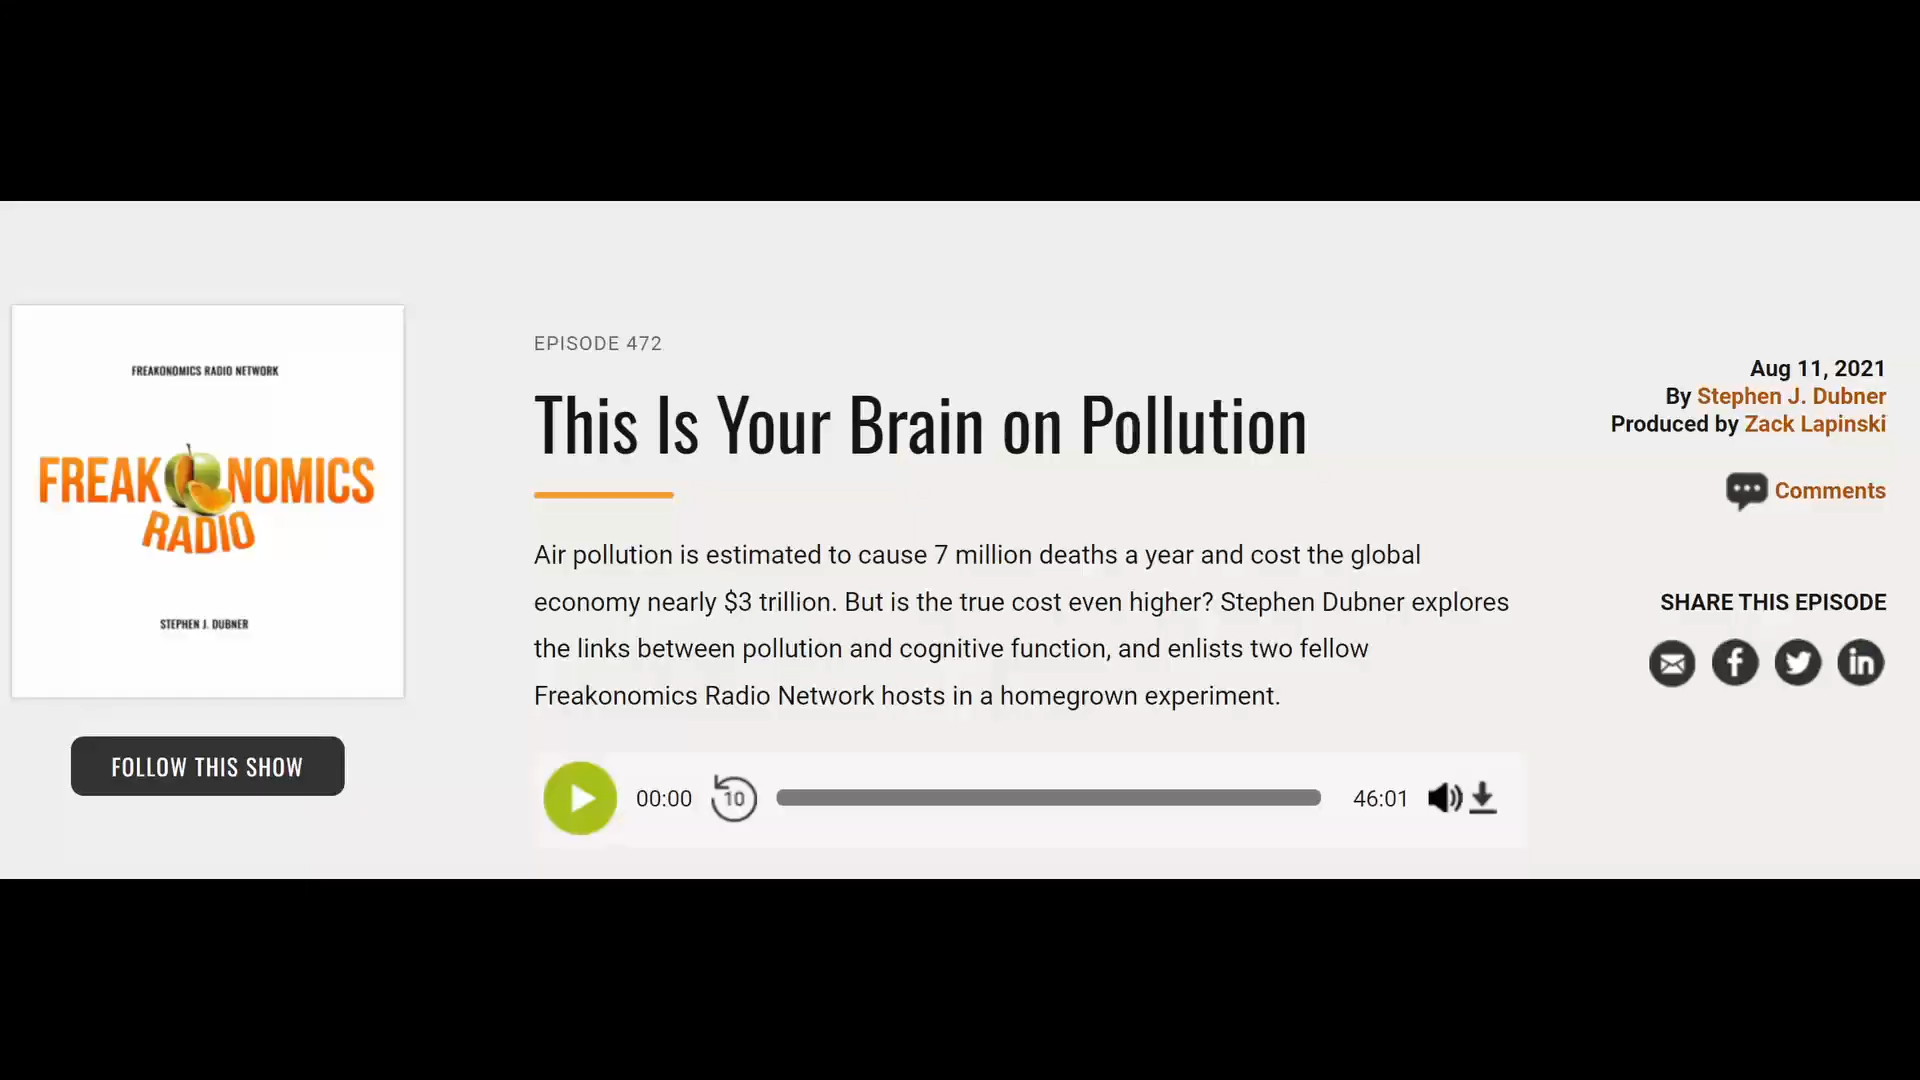 FREAKONOMICS RADIO NETWORK
FREAKONOMICS
RADIO
STEPHEN J. DUBNER
FOLLOW THIS SHOW
EPISODE 472
This Is Your Brain on Pollution
Air pollution is estimated to cause 7 million deaths a year and cost the global
economy nearly $3 trillion. But is the true cost even higher? Stephen Dubner explores
the links between pollution and cognitive function, and enlists two fellow
Freakonomics Radio Network hosts in a homegrown experiment.
00:00
10
46:01
Aug 11, 2021
By Stephen J. Dubner
Produced by Zack Lapinski
Comments
SHARE THIS EPISODE